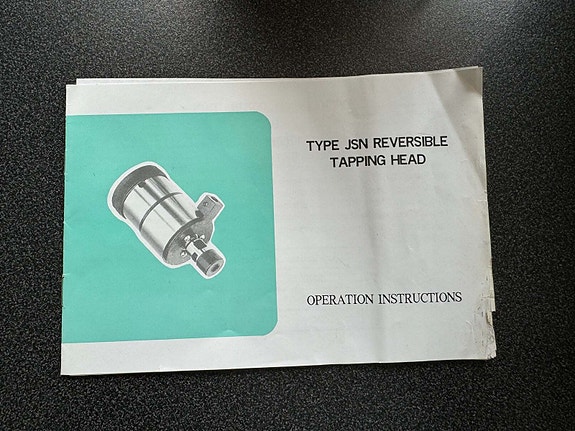 TYPE JSN REVERSIBLE
TAPPING HEAD
OPERATION INSTRUCTIONS